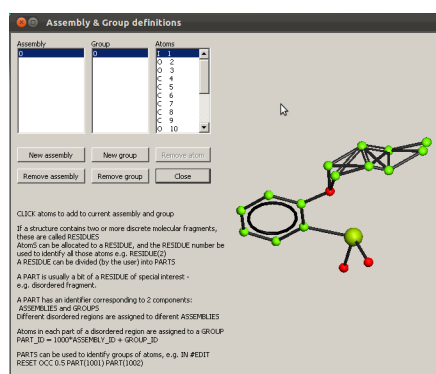 Assembly & Group definitions
Assembly Group Atoms
0 0 I 1
O 2
O 3
C 4
C 5
C 6
C 7
C 8
C 9
O 10
New assembly New group Remove atom
Remove assembly Remove group Close
CLICK atoms to add to current assembly and group
If a structure contains two or more discrete molecular fragments,
these are called RESIDUES
AtomS can be allocated to a RESIDUE, and the RESIDUE number be
used to identify all those atoms e.g. RESIDUE(2)
A RESIDUE can be divided (by the user) into PARTS
A PART is usually a bit of a RESIDUE of special interest -
e.g. disordered fragment.
A PART has an identifier corresponding to 2 components:
ASSEMBLIES and GROUPS
Different disordered regions are assigned to diferent ASSEMBLIES
Atoms in each part of a disordered region are assigned to a GROUP
PART_ID = 1000*ASSEMBLY_ID + GROUP_ID
PARTS can be used to identify groups of atoms, e.g. IN #EDIT
RESET OCC 0.5 PART(1001) PART(1002)